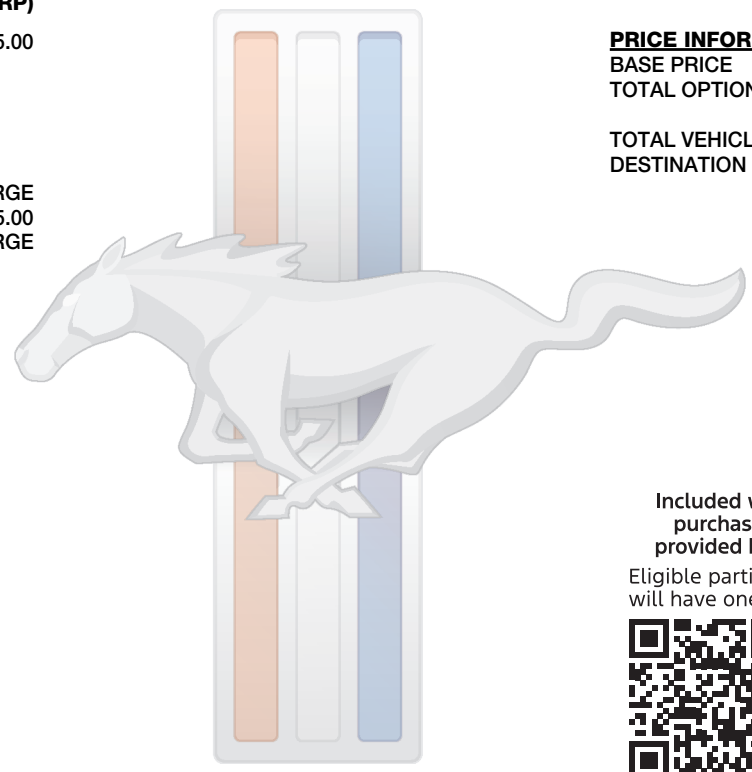 RP)
5.00
RGE
5.00
RGE
PRICE INFOR
BASE PRICE
TOTAL OPTION
TOTAL VEHICL
DESTINATION
Included
purchas
provided
Eligible parti
will have one